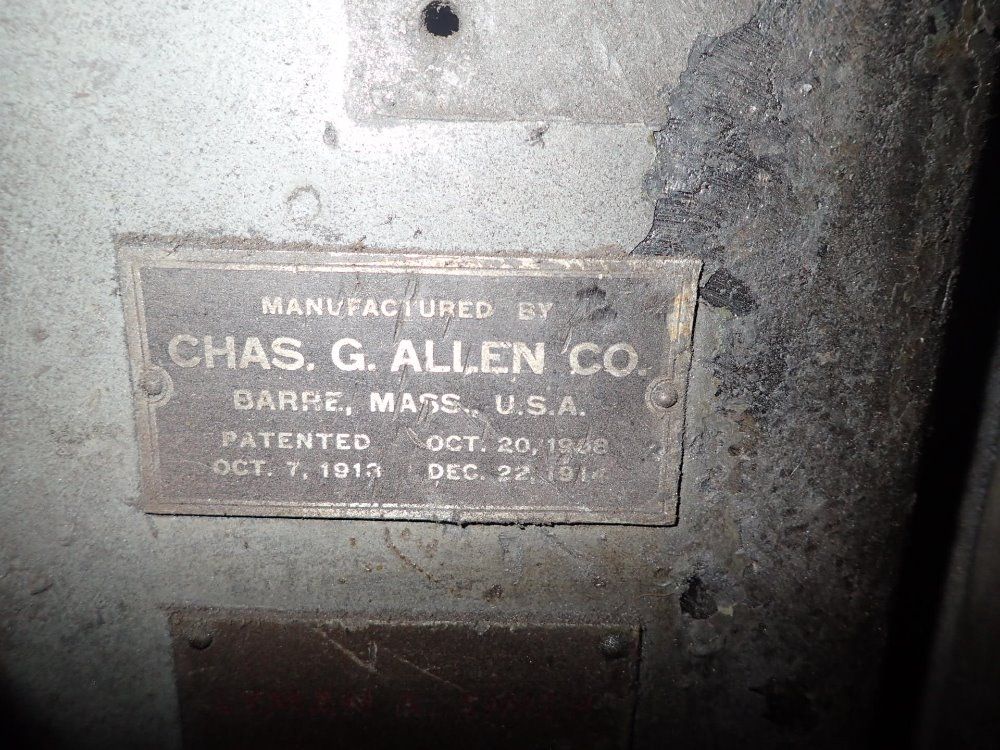 MANUFACTURED BY
CHAS. G. ALLEN CO.
BARRE, MASS., U.S.A.
PATENTED OCT. 20, 1908
OCT. 7, 1913 DEC. 22, 1914